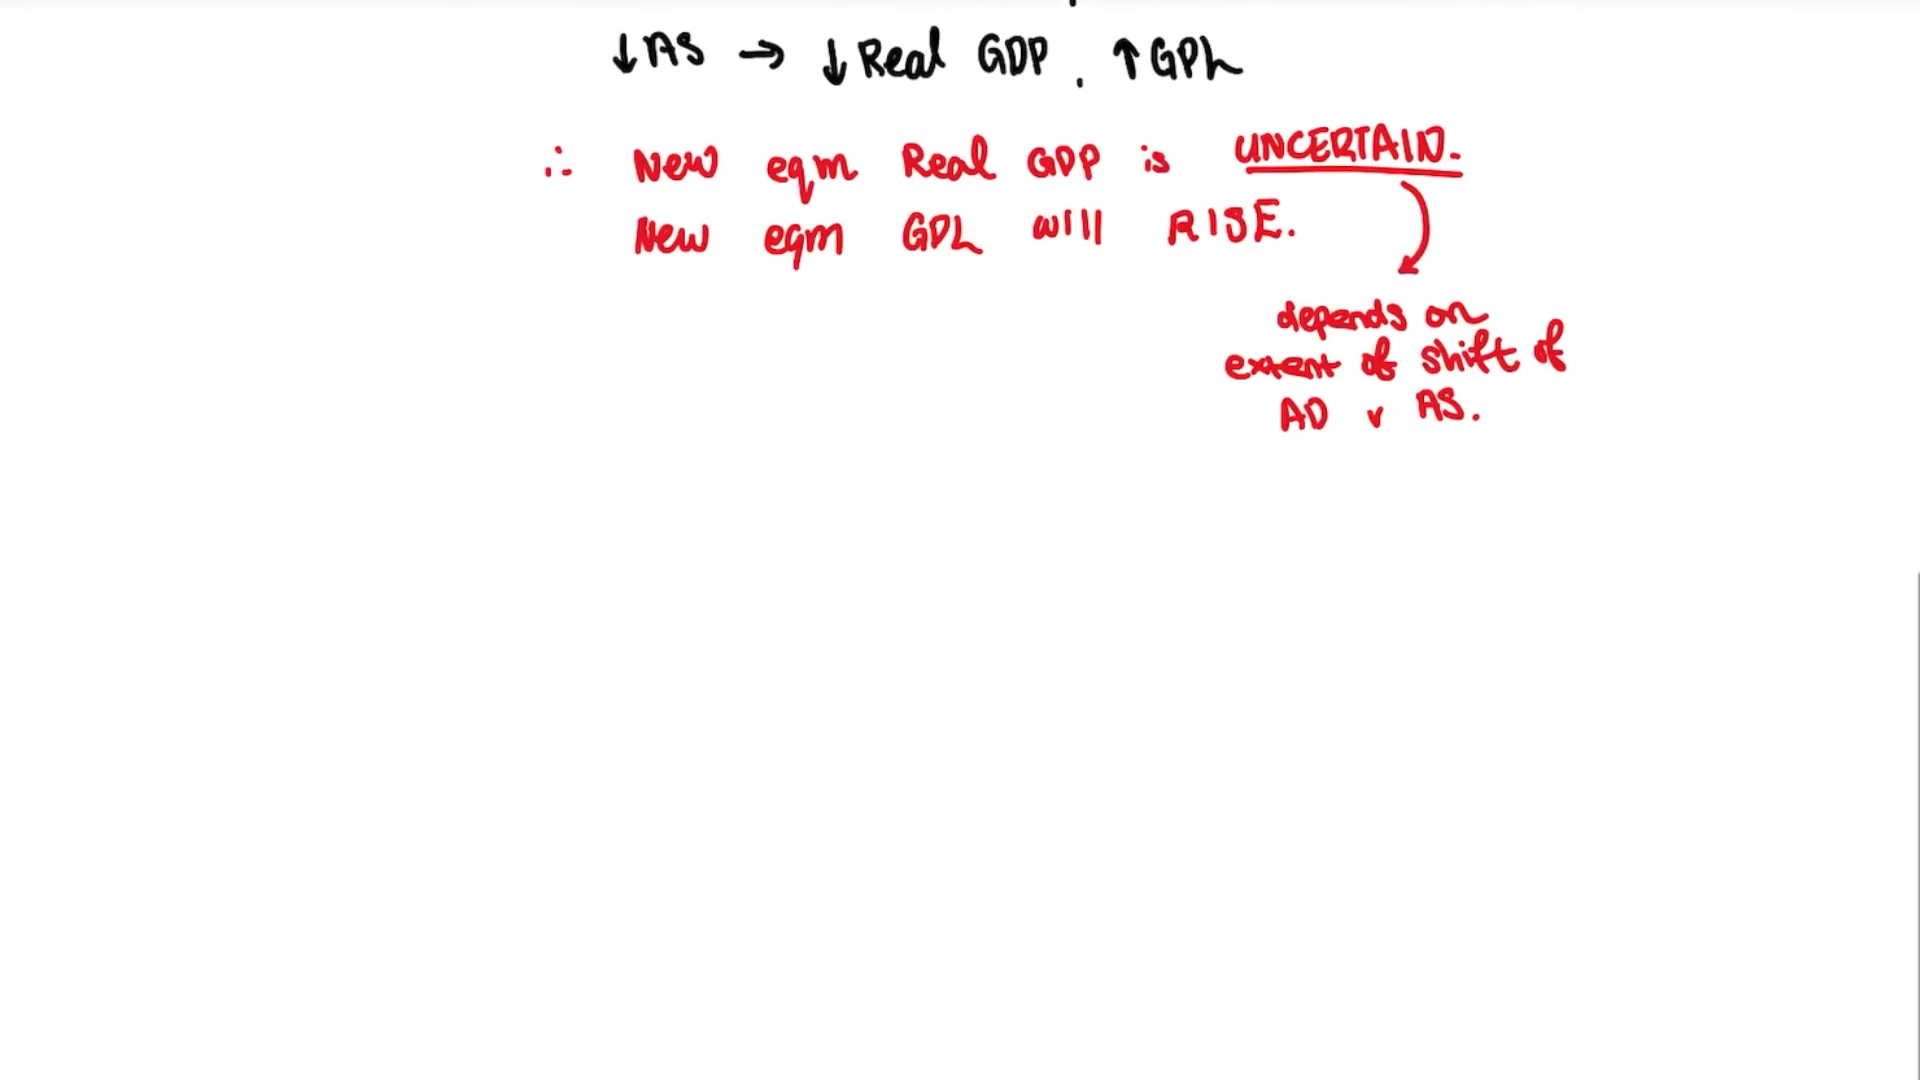 ↓AS → ↓Real GDP. ↑GPL
∴ New eqm Real GDP is UNCERTAIN.
New eqm GPL will RISE.
depends on
extent of shift of
AD v AS.